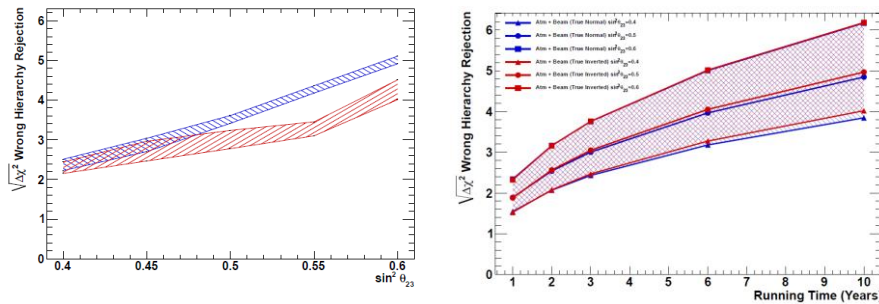 √Δχ² Wrong Hierarchy Rejection
6
5
4
3
2
1
0
0.4 0.45 0.5 0.55 0.6
sin² θ₂₃
√Δχ² Wrong Hierarchy Rejection
6
5
4
3
2
1
0
Atm + Beam (True Normal) sin²θ₂₃=0.4
Atm + Beam (True Normal) sin²θ₂₃=0.5
Atm + Beam (True Normal) sin²θ₂₃=0.6
Atm + Beam (True Inverted) sin²θ₂₃=0.4
Atm + Beam (True Inverted) sin²θ₂₃=0.5
Atm + Beam (True Inverted) sin²θ₂₃=0.6
1 2 3 4 5 6 7 8 9 10
Running Time (Years)